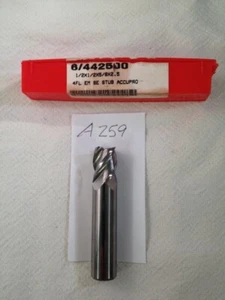 6/442500
1/2X1/2X5/8X2.5
4FL EM SE STUB ACCUPRO
A259